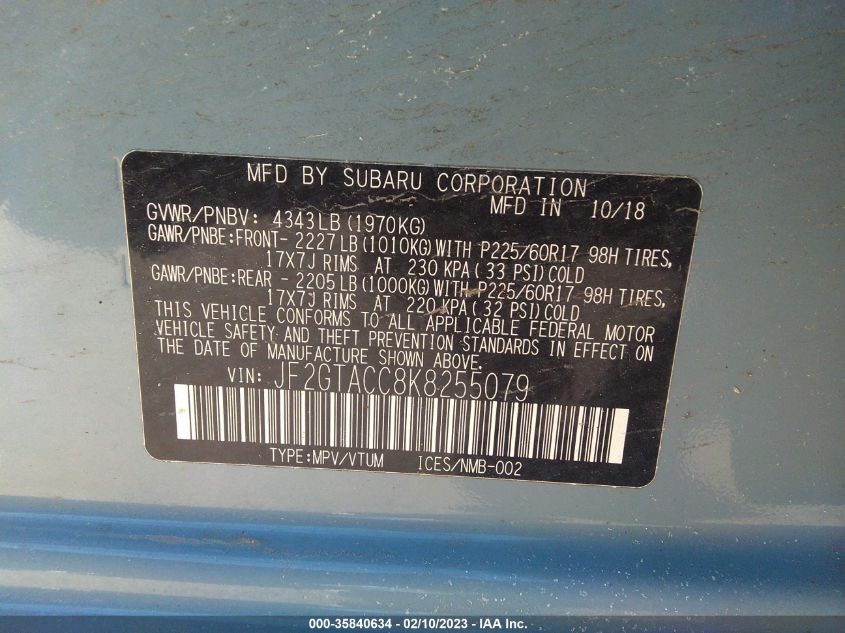 MFD BY SUBARU CORPORATION
MFD IN 10/18
GVWR/PNBV: 4343LB (1970KG)
GAWR/PNBE:FRONT- 2227LB(1010KG)WITH P225/60R17 98H TIRES,
17X7J RIMS AT 230 KPA ( 33 PSI)COLD
GAWR/PNBE:REAR - 2205LB(1000KG)WITH P225/60R17 98H TIRES,
17X7J RIMS AT 220 KPA ( 32 PSI)COLD
THIS VEHICLE CONFORMS TO ALL APPLICABLE FEDERAL MOTOR
VEHICLE SAFETY AND THEFT PREVENTION STANDARDS IN EFFECT ON
THE DATE OF MANUFACTURE SHOWN ABOVE.
VIN: JF2GTACC8K8255079
TYPE:MPV/VTUM ICES/NMB-002
000-35840634 - 02/10/2023 - IAA Inc.